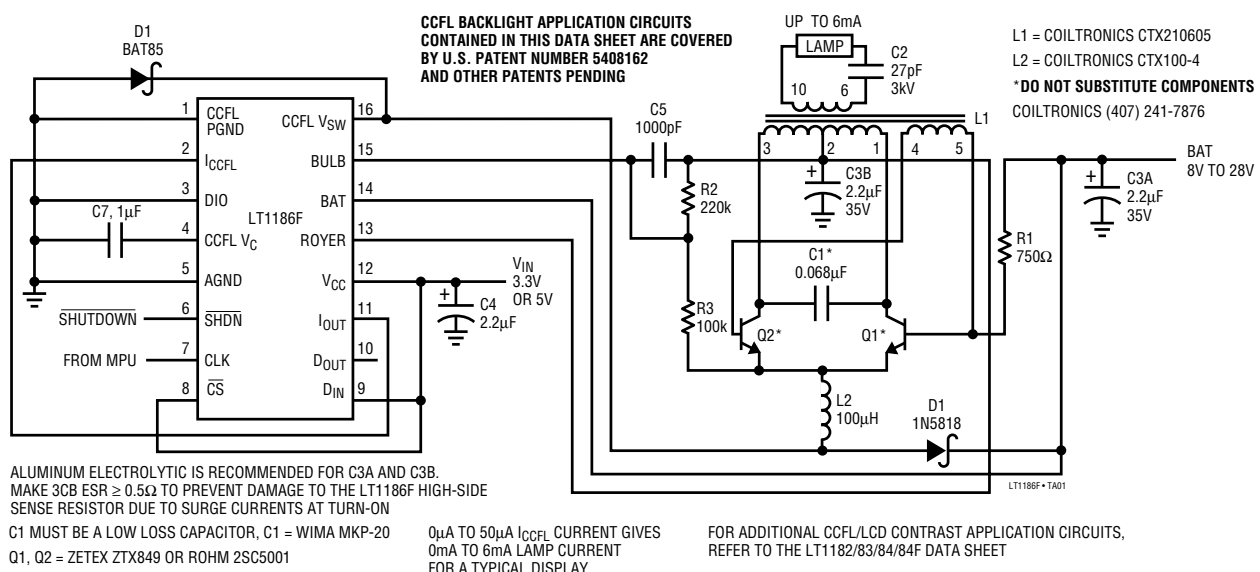 CCFL BACKLIGHT APPLICATION CIRCUITS
CONTAINED IN THIS DATA SHEET ARE COVERED
BY U.S. PATENT NUMBER 5408162
AND OTHER PATENTS PENDING
UP TO 6mA
LAMP
C2
27pF
3kV
10
6
L1 = COILTRONICS CTX210605
L2 = COILTRONICS CTX100-4
*DO NOT SUBSTITUTE COMPONENTS
COILTRONICS (407) 241-7876
D1
BAT85
1
CCFL
PGND
2
ICCFL
3
DIO
C7, 1µF
4
CCFL VC
5
AGND
SHUTDOWN
6
SHDN
FROM MPU
7
CLK
8
CS
LT1186F
16
CCFL VSW
15
BULB
14
BAT
13
ROYER
12
VCC
11
IOUT
10
DOUT
9
DIN
VIN
3.3V
OR 5V
+
C4
2.2µF
C5
1000pF
R2
220k
R3
100k
L1
3
2
1
4
5
+
C3B
2.2µF
35V
C1*
0.068µF
Q2*
Q1*
L2
100µH
D1
1N5818
R1
750Ω
BAT
8V TO 28V
+
C3A
2.2µF
35V
LT1186F • TA01
ALUMINUM ELECTROLYTIC IS RECOMMENDED FOR C3A AND C3B.
MAKE 3CB ESR ≥ 0.5Ω TO PREVENT DAMAGE TO THE LT1186F HIGH-SIDE
SENSE RESISTOR DUE TO SURGE CURRENTS AT TURN-ON
C1 MUST BE A LOW LOSS CAPACITOR, C1 = WIMA MKP-20
Q1, Q2 = ZETEX ZTX849 OR ROHM 2SC5001
0µA TO 50µA ICCFL CURRENT GIVES
0mA TO 6mA LAMP CURRENT
FOR A TYPICAL DISPLAY
FOR ADDITIONAL CCFL/LCD CONTRAST APPLICATION CIRCUITS,
REFER TO THE LT1182/83/84/84F DATA SHEET